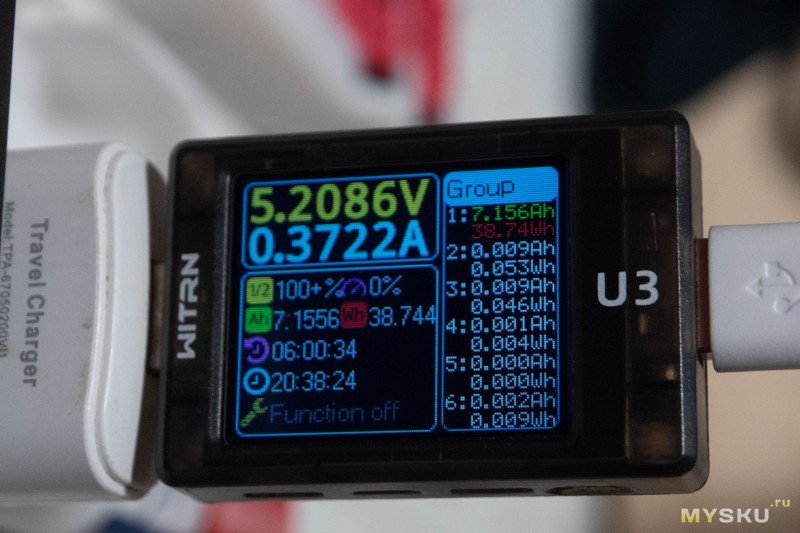 Travel Charger
Model:TPA-67050200VU
WITRN
5.2086V
0.3722A
1/2 100+% 0%
Ah 7.1556 Wh 38.744
06:00:34
20:38:24
Function off
Group
1:7.156Ah
38.74Wh
2:0.009Ah
0.053Wh
3:0.009Ah
0.046Wh
4:0.001Ah
0.004Wh
5:0.000Ah
0.000Wh
6:0.002Ah
0.009Wh
U3
MYSKU.ru